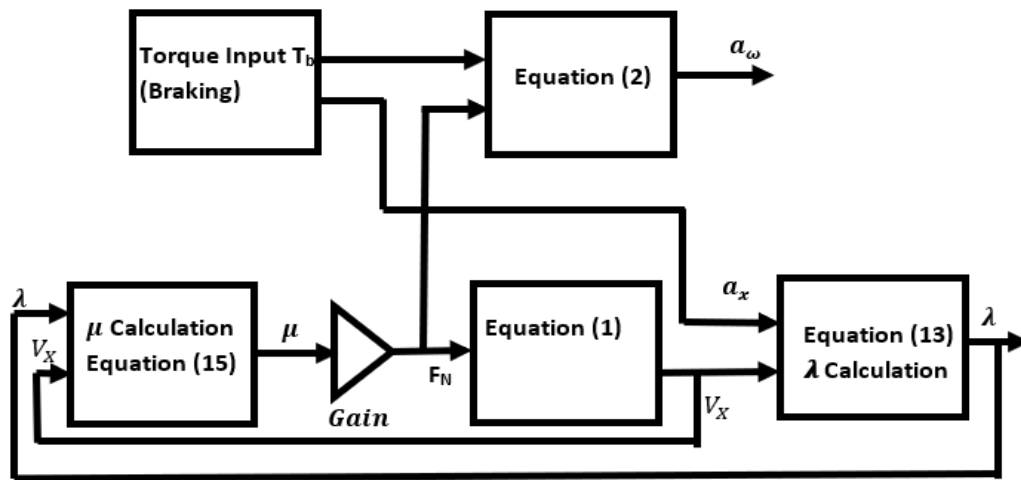 Torque Input T_b
(Braking)
Equation (2)
a_ω
λ
V_X
μ Calculation
Equation (15)
μ
Gain
F_N
Equation (1)
V_X
a_x
Equation (13)
λ Calculation
λ